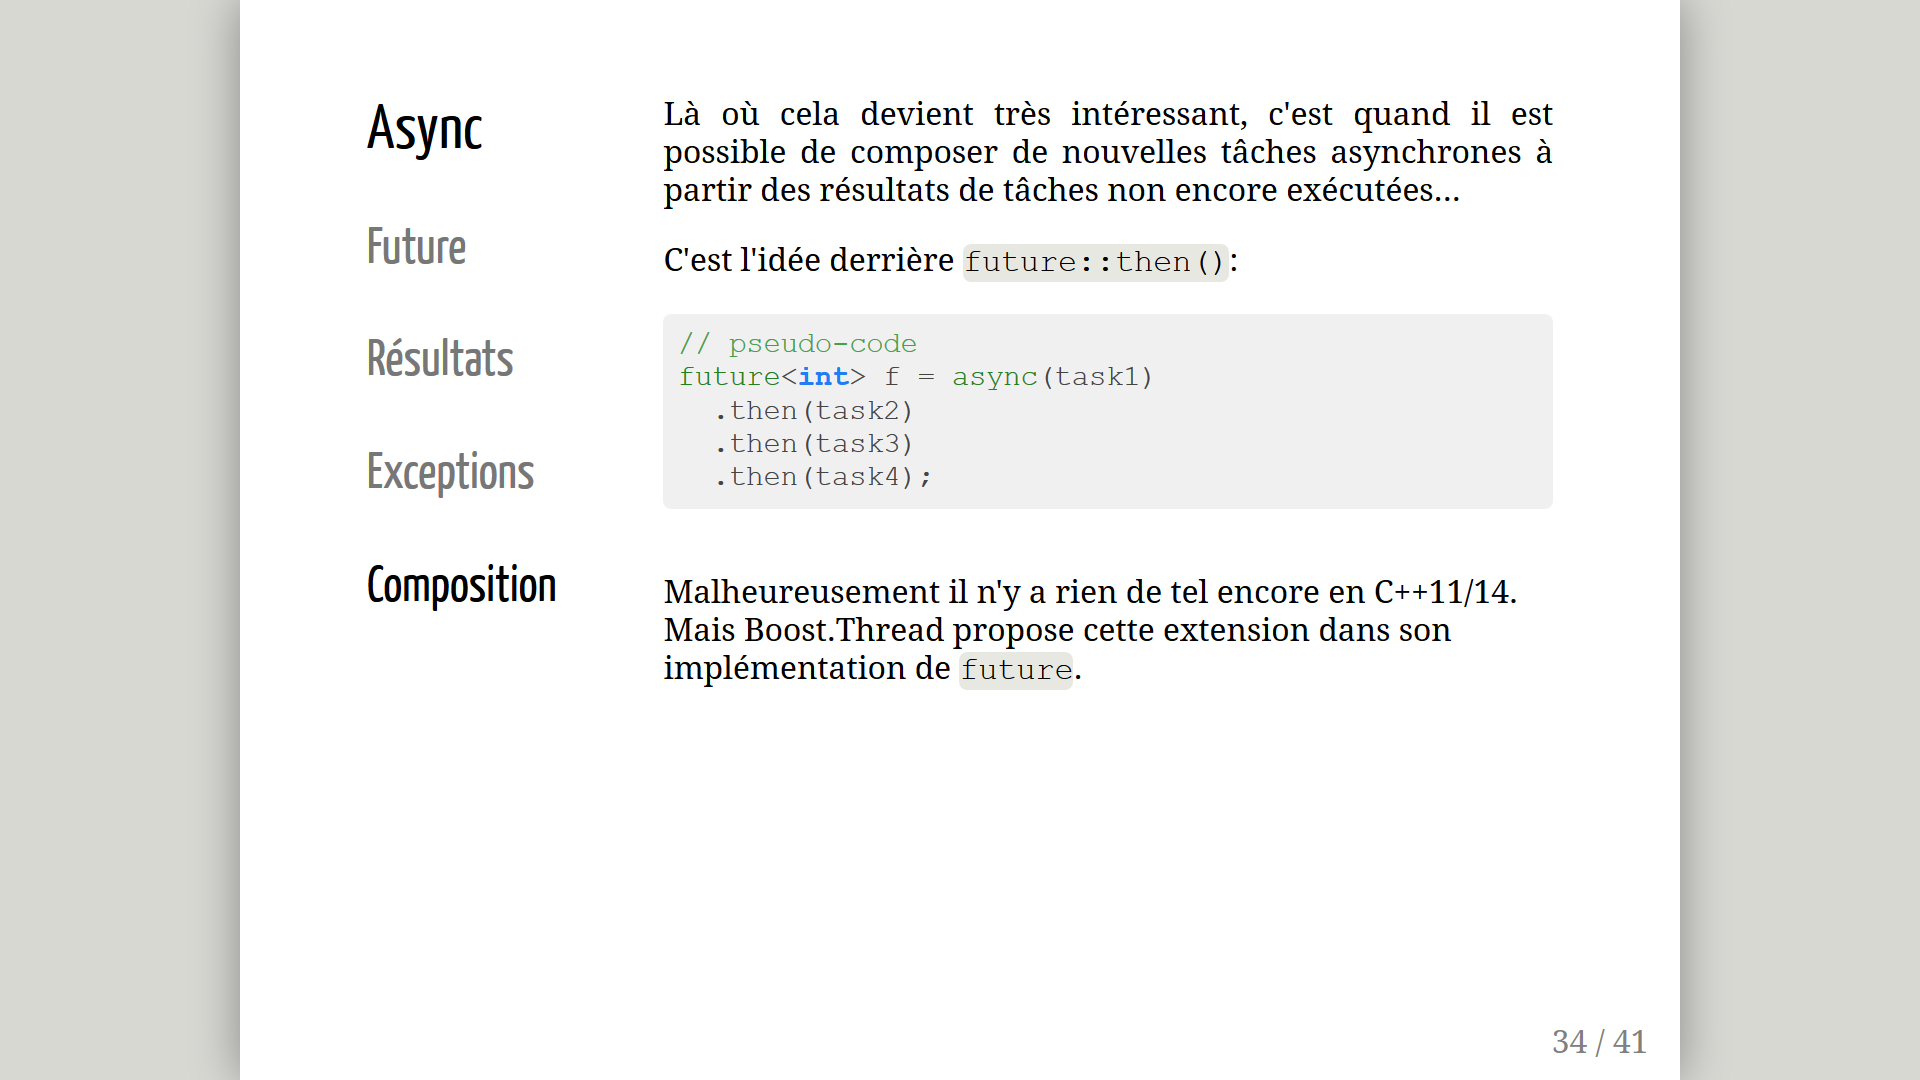 Async
Future
Résultats
Exceptions
Composition
Là où cela devient très intéressant, c'est quand il est
possible de composer de nouvelles tâches asynchrones à
partir des résultats de tâches non encore exécutées...
C'est l'idée derrière future::then():
// pseudo-code
future<int> f = async(task1)
  .then(task2)
  .then(task3)
  .then(task4);
Malheureusement il n'y a rien de tel encore en C++11/14.
Mais Boost.Thread propose cette extension dans son
implémentation de future.
34 / 41